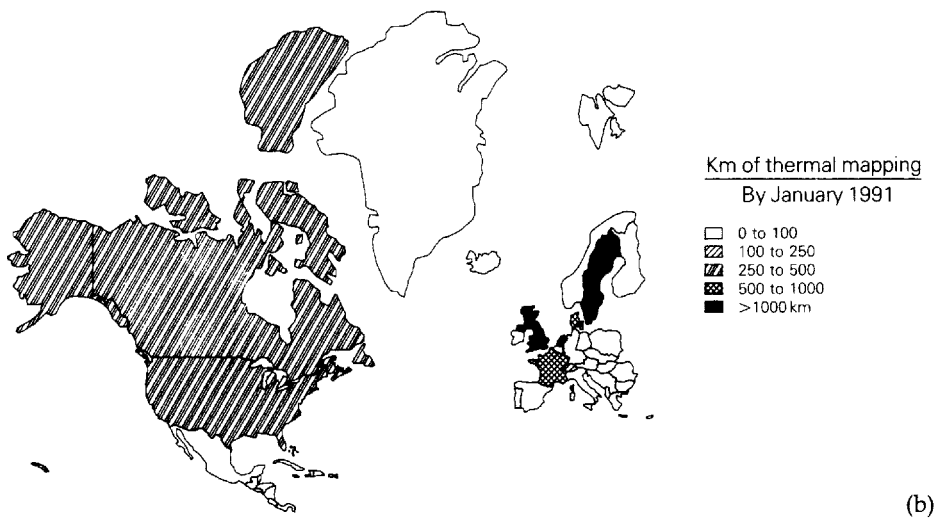 Km of thermal mapping
By January 1991
0 to 100
100 to 250
250 to 500
500 to 1000
>1000 km
(b)